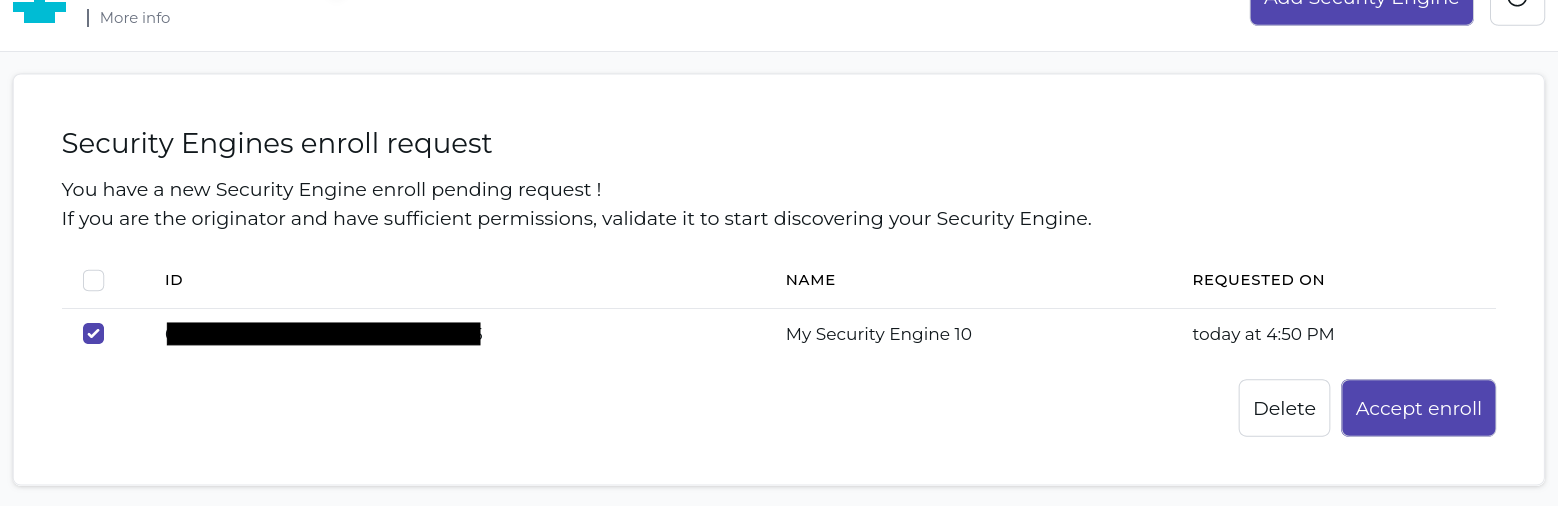 Add Security Engine
More info
Security Engines enroll request
You have a new Security Engine enroll pending request !
If you are the originator and have sufficient permissions, validate it to start discovering your Security Engine.
ID NAME REQUESTED ON
My Security Engine 10 today at 4:50 PM
Delete Accept enroll